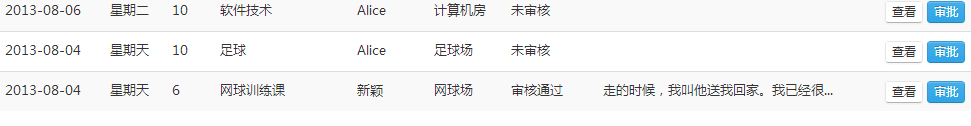 2013-08-06 星期二 10 软件技术 Alice 计算机房 未审核 查看 审批
2013-08-04 星期天 10 足球 Alice 足球场 未审核 查看 审批
2013-08-04 星期天 6 网球训练课 新颖 网球场 审核通过 走的时候，我叫他送我回家。我已经很... 查看 审批